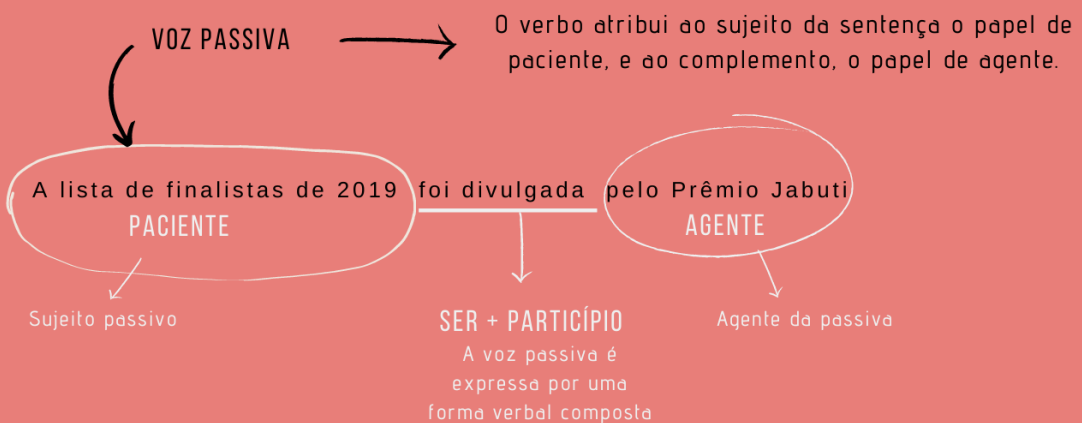 VOZ PASSIVA
O verbo atribui ao sujeito da sentença o papel de
paciente, e ao complemento, o papel de agente.
A lista de finalistas de 2019 foi divulgada pelo Prêmio Jabuti
PACIENTE
AGENTE
Sujeito passivo
SER + PARTICÍPIO
Agente da passiva
A voz passiva é
expressa por uma
forma verbal composta